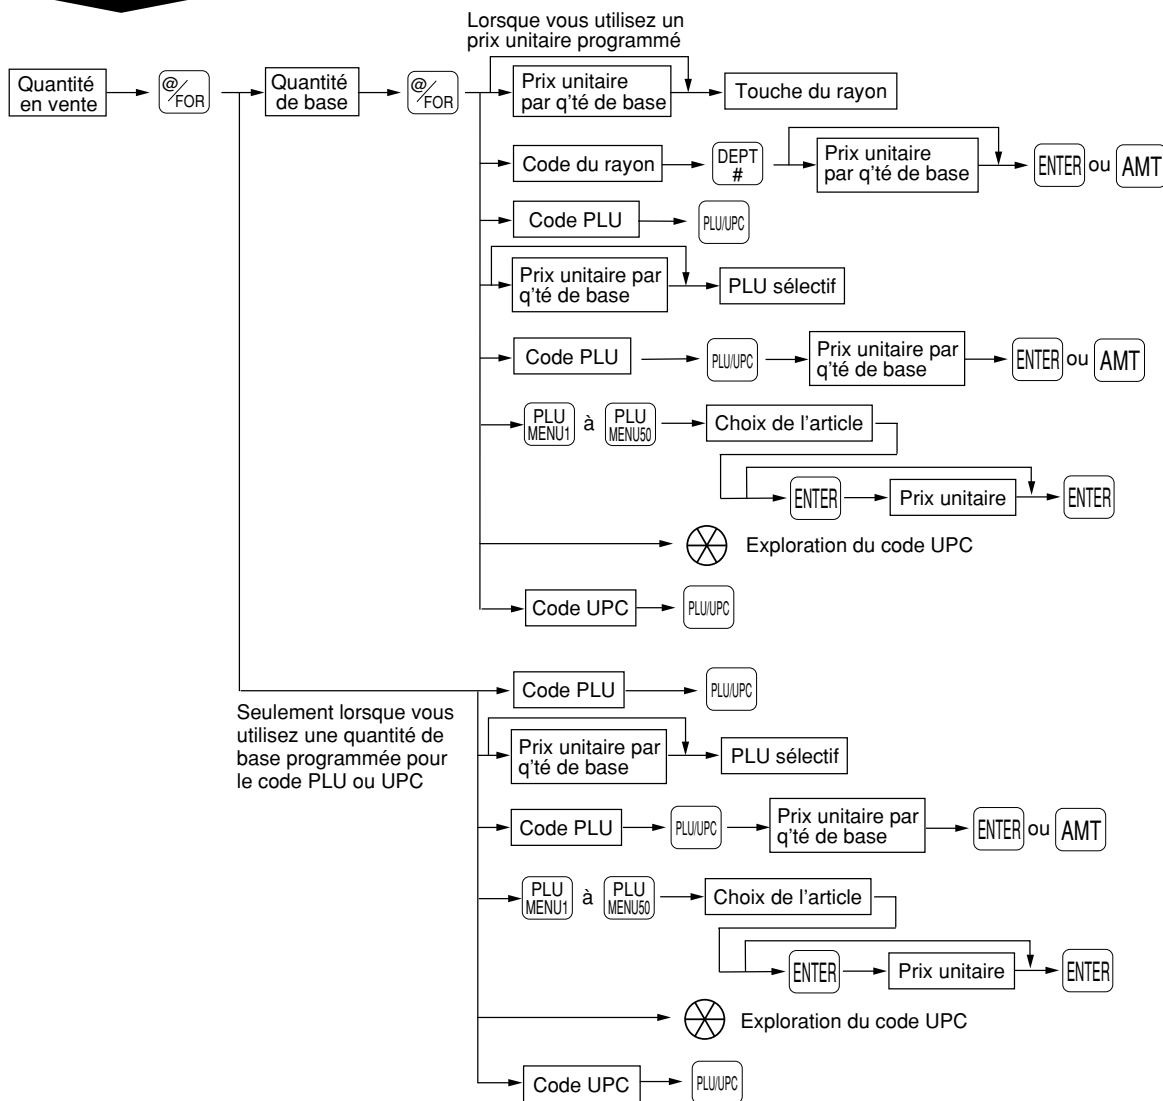 Lorsque vous utilisez un
prix unitaire programmé
Quantité
en vente
@/FOR
Quantité
de base
@/FOR
Prix unitaire
par q'té de base
Touche du rayon
Code du rayon
DEPT
#
Prix unitaire
par q'té de base
ENTER ou AMT
Code PLU
PLU/UPC
Prix unitaire par
q'té de base
PLU sélectif
Code PLU
PLU/UPC
Prix unitaire par
q'té de base
ENTER ou AMT
PLU
MENU1
à
PLU
MENU50
Choix de l'article
ENTER
Prix unitaire
ENTER
Exploration du code UPC
Code UPC
PLU/UPC
Seulement lorsque vous
utilisez une quantité de
base programmée pour
le code PLU ou UPC
Code PLU
PLU/UPC
Prix unitaire par
q'té de base
PLU sélectif
Code PLU
PLU/UPC
Prix unitaire par
q'té de base
ENTER ou AMT
PLU
MENU1
à
PLU
MENU50
Choix de l'article
ENTER
Prix unitaire
ENTER
Exploration du code UPC
Code UPC
PLU/UPC